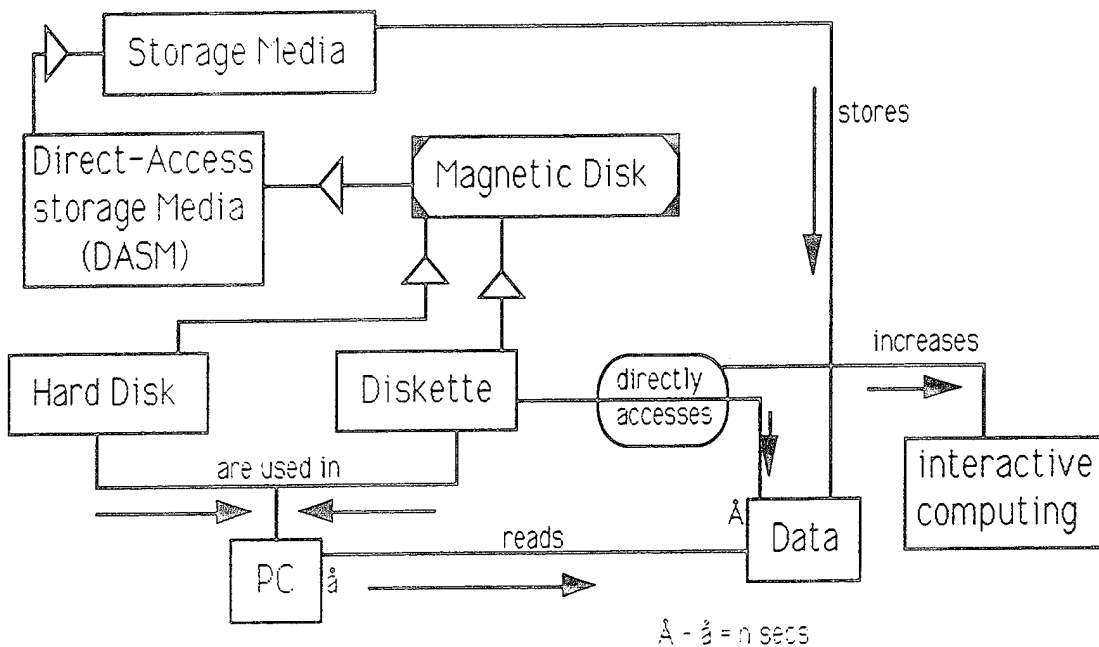 Storage Media
stores
Direct-Access
storage Media
(DASM)
Magnetic Disk
increases
Hard Disk
Diskette
directly
accesses
are used in
interactive
computing
Å
Data
reads
PC
å
Å - å = n secs